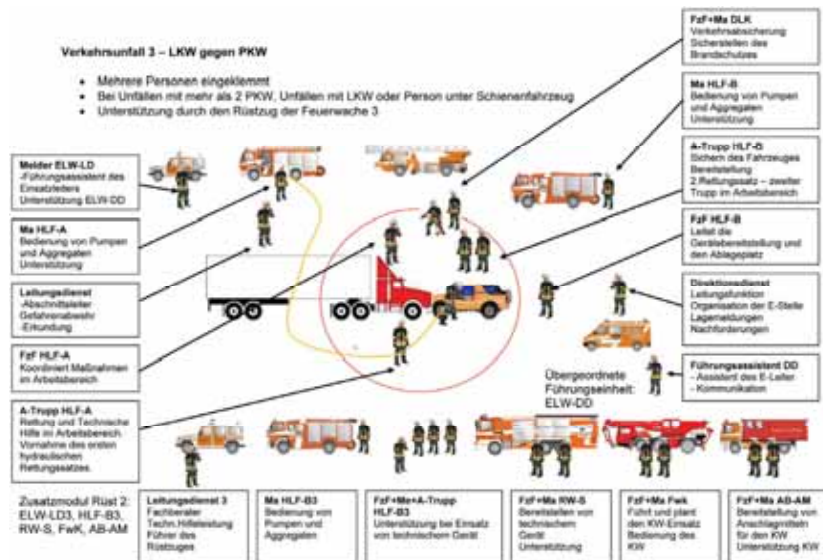 Verkehrsunfall 3 – LKW gegen PKW
• Mehrere Personen eingeklemmt
• Bei Unfällen mit mehr als 2 PKW, Unfällen mit LKW oder Person unter Schienenfahrzeug
• Unterstützung durch den Rüstzug der Feuerwache 3
FzF+Ma DLK
Verkehrsabsicherung
Sicherstellen des
Brandschutzes
Ma HLF-B
Bedienung von Pumpen
und Aggregaten
Unterstützung
A-Trupp HLF-B
Sichern des Fahrzeuges
Bereitstellung
2.Rettungssatz – zweiter
Trupp im Arbeitsbereich
FzF HLF-B
Leitet die
Gerätebereitstellung und
den Ablageplatz
Direktionsdienst
Leitungsfunktion
Organisation der E-Stelle
Lagemeldungen
Nachforderungen
Führungsassistent DD
- Assistent des E-Leiter
- Kommunikation
Melder ELW-LD
-Führungsassistent des
Einsatzleiters
Unterstützung ELW-DD
Ma HLF-A
Bedienung von Pumpen
und Aggregaten
Unterstützung
Leitungsdienst
-Abschnittsleiter
Gefahrenabwehr
-Erkundung
FzF HLF-A
Koordiniert Maßnahmen
im Arbeitsbereich
A-Trupp HLF-A
Rettung und Technische
Hilfe im Arbeitsbereich.
Vornahme des ersten
hydraulischen
Rettungssatzes.
Übergeordnete
Führungseinheit:
ELW-DD
Zusatzmodul Rüst 2:
ELW-LD3, HLF-B3,
RW-S, FwK, AB-AM
Leitungsdienst 3
Fachberater
Techn.Hilfeleistung
Führer des
Rüstzuges
Ma HLF-B3
Bedienung von
Pumpen und
Aggregaten
FzF+Me+A-Trupp
HLF-B3
Unterstützung bei Einsatz
von technischem Gerät
FzF+Ma RW-S
Bereitstellen von
technischem
Gerät
Unterstützung
FzF+Ma Fwk
Führt und plant
den KW-Einsatz
Bedienung des
KW
FzF+Ma AB-AM
Bereitstellung von
Anschlagmitteln
für den KW
Unterstützung KW